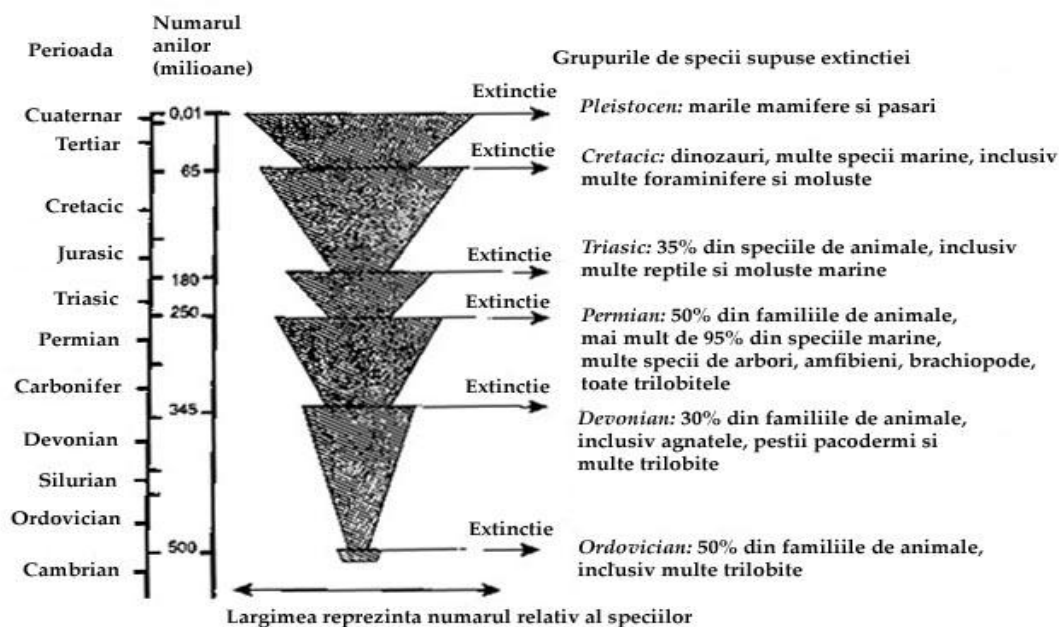 Perioada
Numarul
anilor
(milioane)
Grupurile de specii supuse extinctiei
Cuaternar
Tertiar
Cretacic
Jurasic
Triasic
Permian
Carbonifer
Devonian
Silurian
Ordovician
Cambrian
0,01
65
180
250
345
500
Extinctie
Pleistocen: marile mamifere si pasari
Extinctie
Cretacic: dinozauri, multe specii marine, inclusiv
multe foraminifere si moluste
Extinctie
Triasic: 35% din speciile de animale, inclusiv
multe reptile si moluste marine
Extinctie
Permian: 50% din familiile de animale,
mai mult de 95% din speciile marine,
multe specii de arbori, amfibieni, brachiopode,
toate trilobitele
Extinctie
Devonian: 30% din familiile de animale,
inclusiv agnatele, pestii pacodermi si
multe trilobite
Extinctie
Ordovician: 50% din familiile de animale,
inclusiv multe trilobite
Largimea reprezinta numarul relativ al speciilor